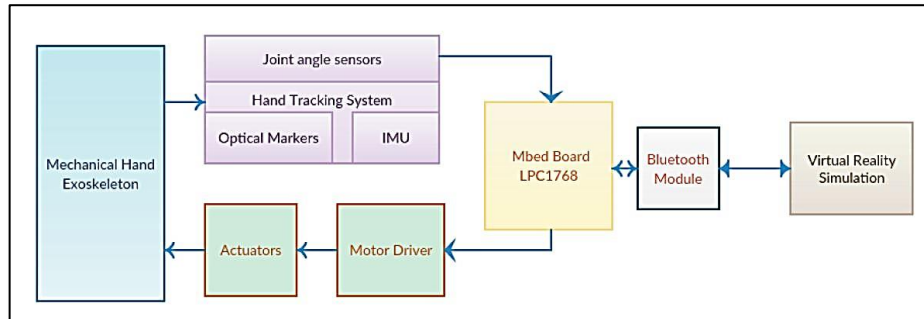 Joint angle sensors
Hand Tracking System
Optical Markers
IMU
Mechanical Hand
Exoskeleton
Mbed Board
LPC1768
Bluetooth
Module
Virtual Reality
Simulation
Actuators
Motor Driver